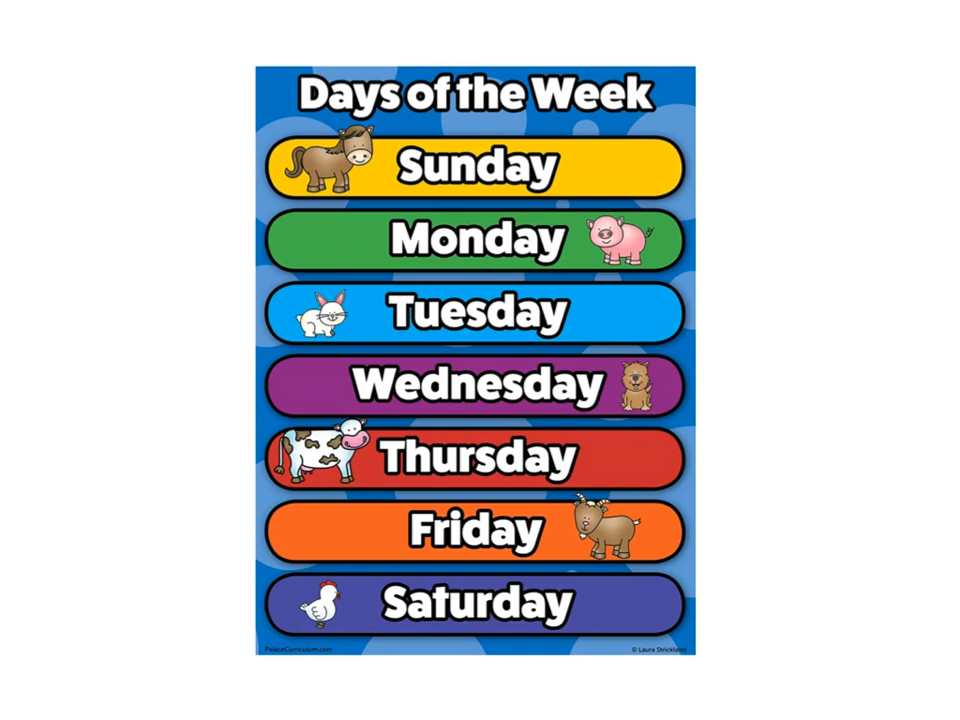 Days of the Week
Sunday
Monday
Tuesday
Wednesday
Thursday
Friday
Saturday
PalaceCurriculum.com
© Laura Strickland